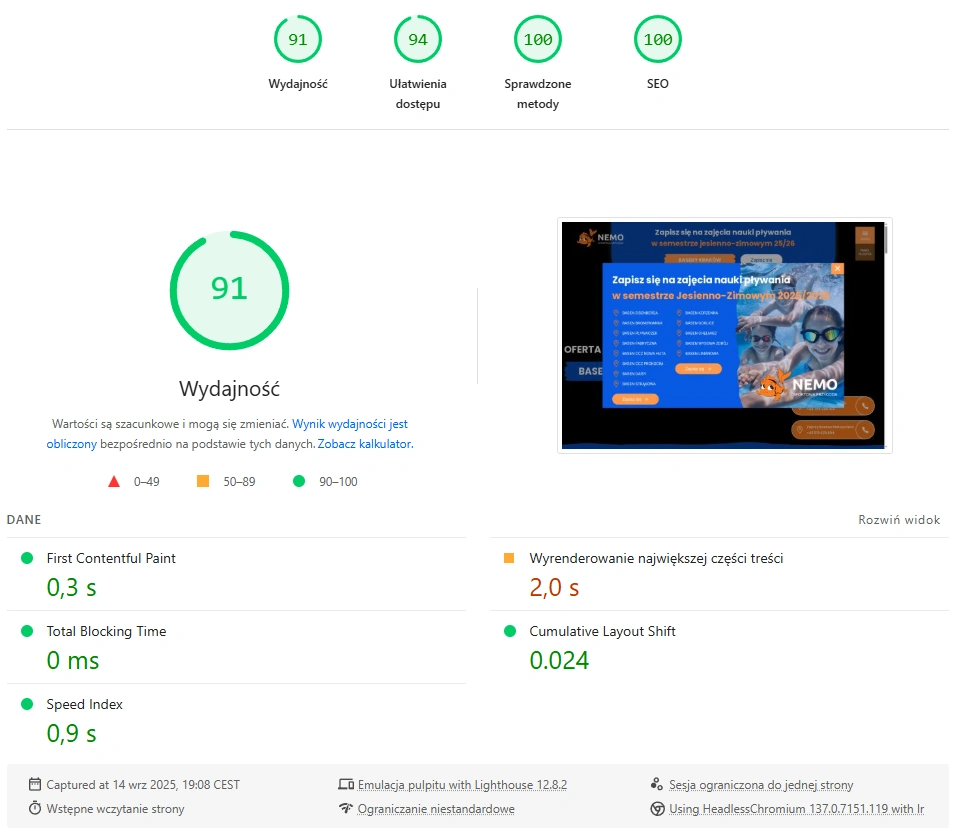 91
94
100
100
Wydajność
Ułatwienia dostępu
Sprawdzone metody
SEO
91
Wydajność
Wartości są szacunkowe i mogą się zmieniać. Wynik wydajności jest
obliczony bezpośrednio na podstawie tych danych. Zobacz kalkulator.
0–49
50–89
90–100
NEMO
Zapisz się na zajęcia nauki pływania
w semestrze jesienno-zimowym 25/26
Zapisz się na zajęcia nauki pływania
w semestrze Jesienno-Zimowym 2025/2026
OFERTA
BASE
NEMO
DANE
Rozwiń widok
First Contentful Paint
0,3 s
Wyrenderowanie największej części treści
2,0 s
Total Blocking Time
0 ms
Cumulative Layout Shift
0.024
Speed Index
0,9 s
Captured at 14 wrz 2025, 19:08 CEST
Emulacja pulpitu with Lighthouse 12.8.2
Sesja ograniczona do jednej strony
Wstępne wczytanie strony
Ograniczanie niestandardowe
Using HeadlessChromium 137.0.7151.119 with lr